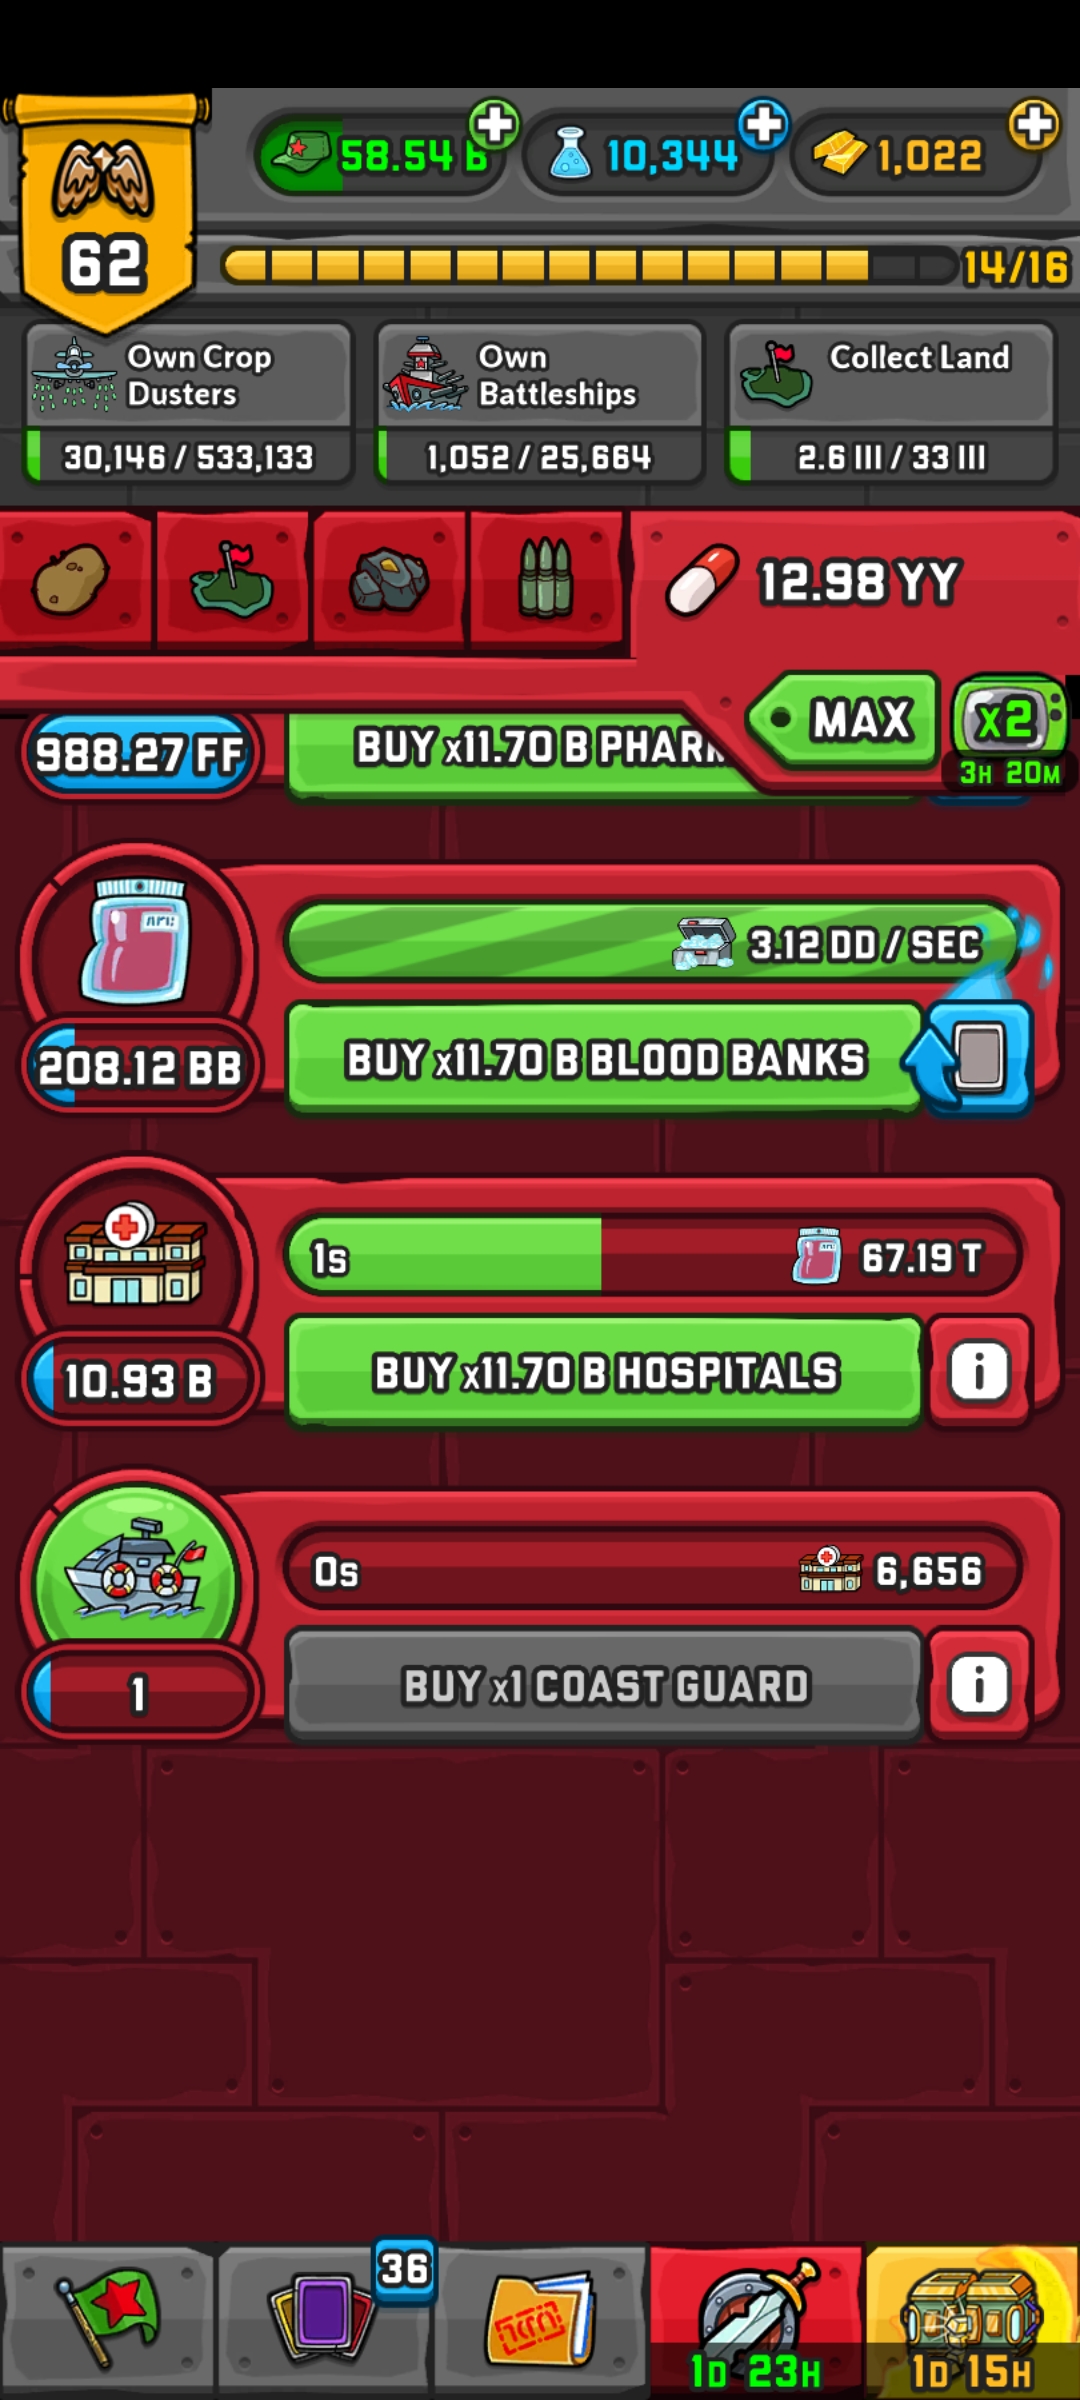 62
58.54 B
10,344
1,022
14/16
Own Crop
Dusters
30,146 / 533,133
Own
Battleships
1,052 / 25,664
Collect Land
2.6 III / 33 III
12.98 YY
MAX
x2
3H 20M
988.27 FF
BUY x11.70 B
3.12 DD / SEC
208.12 BB
BUY x11.70 B BLOOD BANKS
1s
67.19 T
10.93 B
BUY x11.70 B HOSPITALS
i
0s
6,656
1
BUY x1 COAST GUARD
i
36
1D 23H
1D 15H